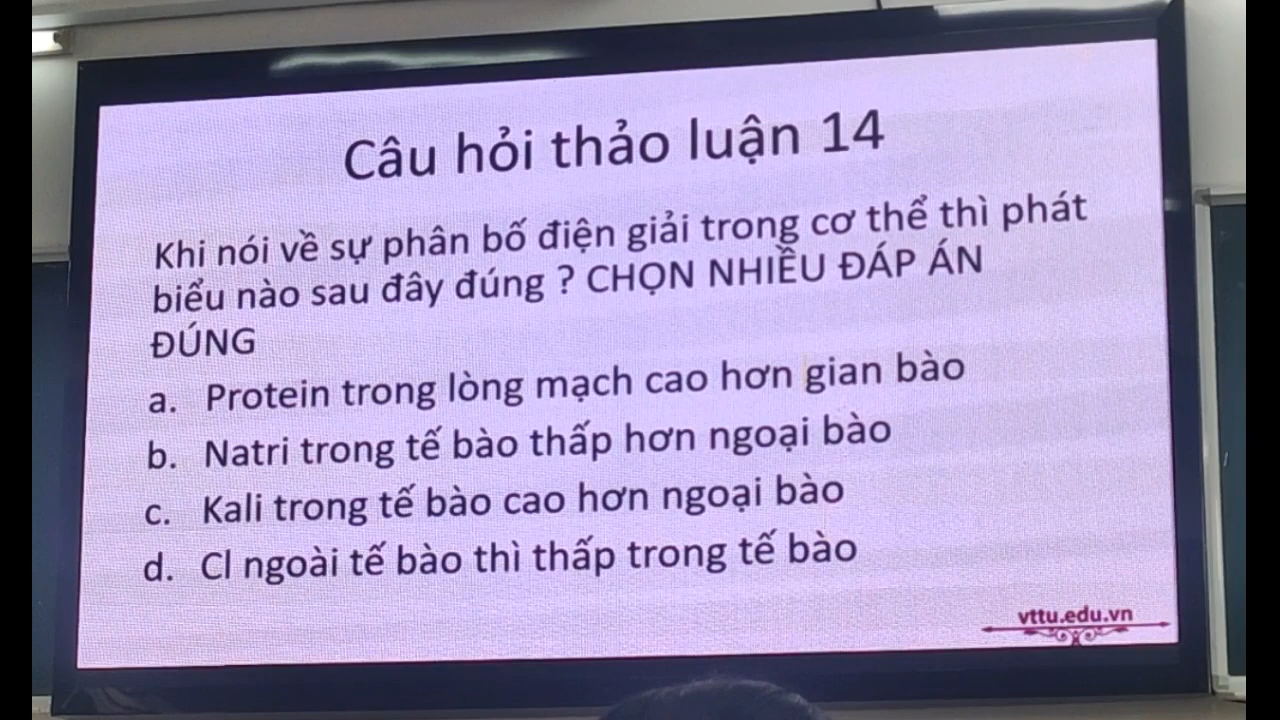 Câu hỏi thảo luận 14
Khi nói về sự phân bố điện giải trong cơ thể thì phát
biểu nào sau đây đúng ? CHỌN NHIỀU ĐÁP ÁN
ĐÚNG
a. Protein trong lòng mạch cao hơn gian bào
b. Natri trong tế bào thấp hơn ngoại bào
c. Kali trong tế bào cao hơn ngoại bào
d. Cl ngoài tế bào thì thấp trong tế bào
vttu.edu.vn